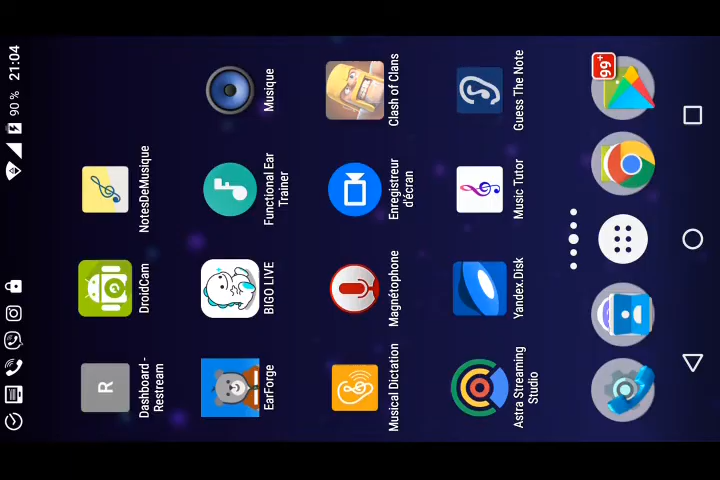 90 % 21:04
R
Dashboard -
Restream
DroidCam
NotesDeMusique
EarForge
BIGO LIVE
Functional Ear
Trainer
Musique
Musical Dictation
Magnétophone
Enregistreur
d'écran
Clash of Clans
Astra Streaming
Studio
Yandex.Disk
Music Tutor
Guess The Note
99+